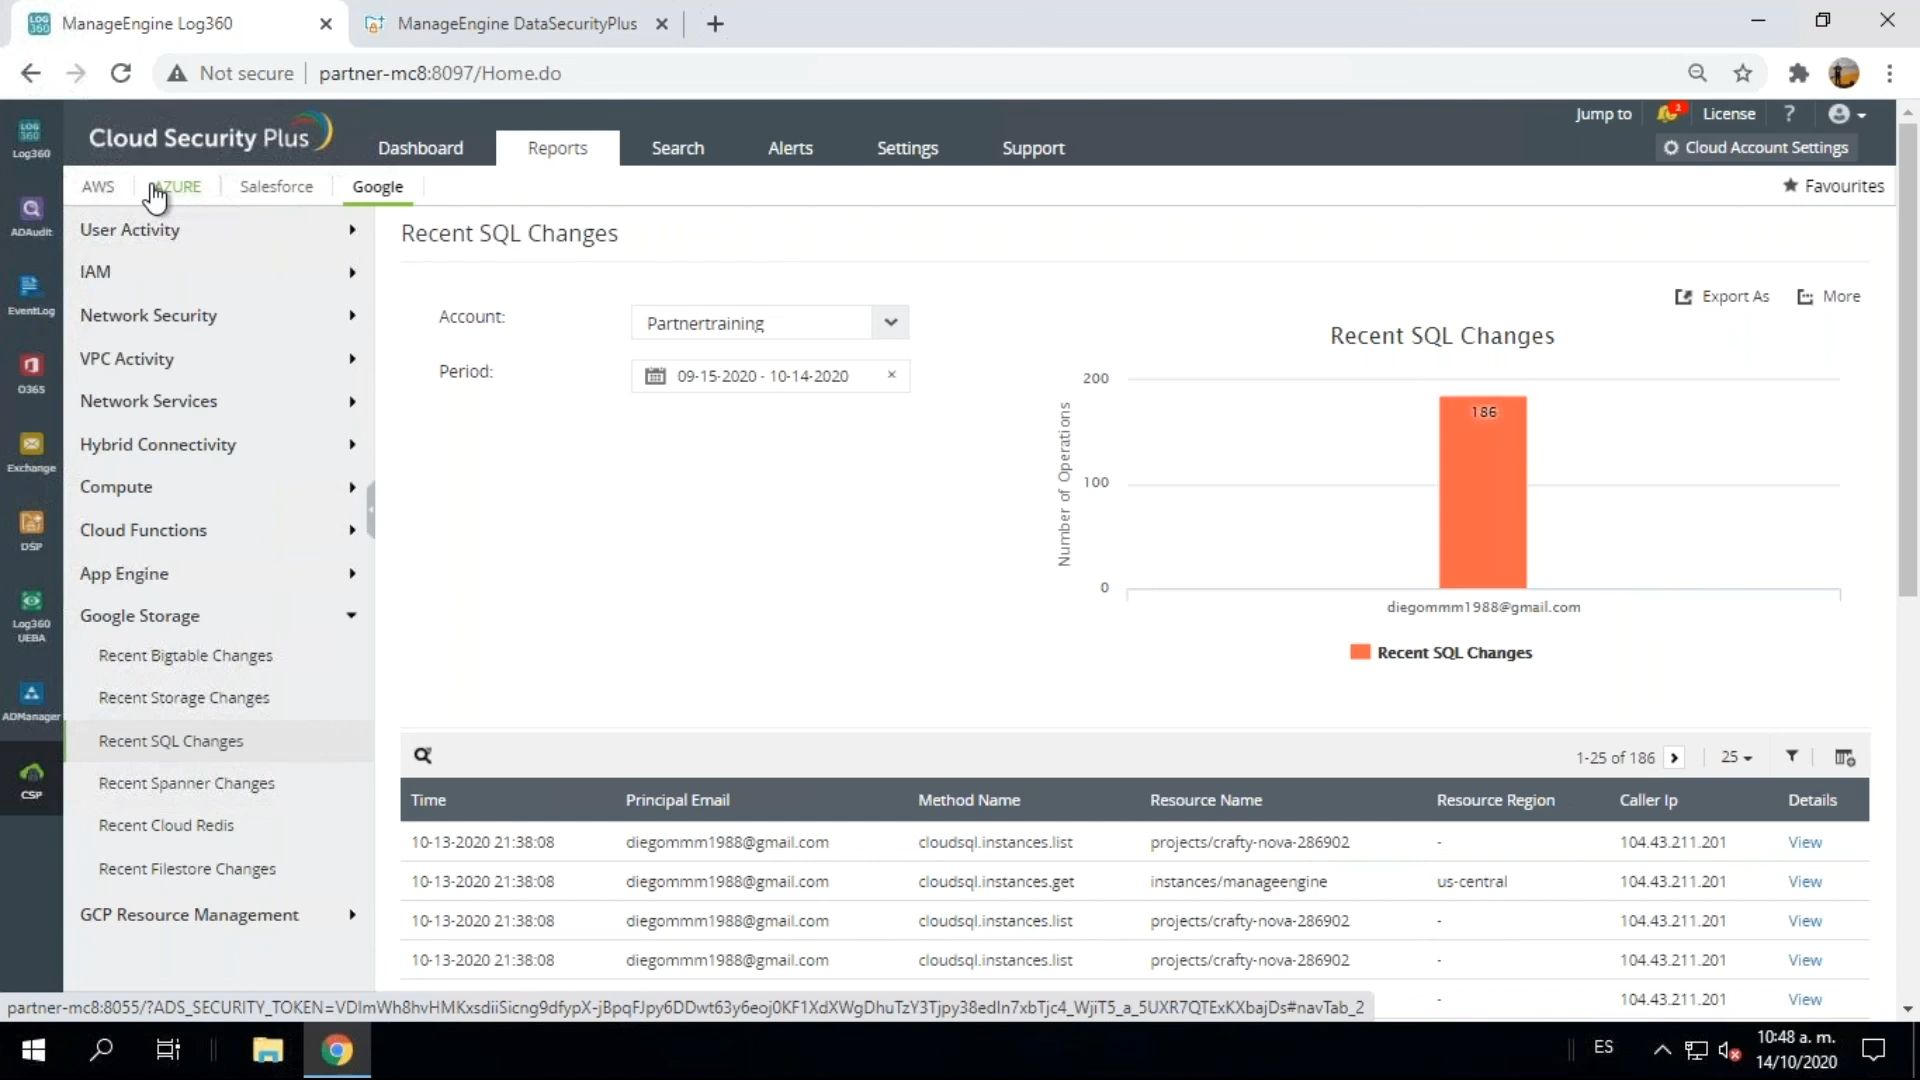 ManageEngine Log360
ManageEngine DataSecurityPlus
Not secure
partner-mc8:8097/Home.do
LOG 360
Log360
Cloud Security Plus
Dashboard
Reports
Search
Alerts
Settings
Support
Jump to
2
License
?
Cloud Account Settings
AWS
AZURE
Salesforce
Google
Favourites
ADAudit
EventLog
O365
Exchange
DSP
Log360
UEBA
ADManager
CSP
User Activity
IAM
Network Security
VPC Activity
Network Services
Hybrid Connectivity
Compute
Cloud Functions
App Engine
Google Storage
Recent Bigtable Changes
Recent Storage Changes
Recent SQL Changes
Recent Spanner Changes
Recent Cloud Redis
Recent Filestore Changes
GCP Resource Management
Recent SQL Changes
Export As
More
Account:
Partnertraining
Period:
09-15-2020 - 10-14-2020
Recent SQL Changes
Number of Operations
200
100
0
186
diegommm1988@gmail.com
Recent SQL Changes
1-25 of 186
25
Time Principal Email Method Name Resource Name Resource Region Caller Ip Details
10-13-2020 21:38:08 diegommm1988@gmail.com cloudsql.instances.list projects/crafty-nova-286902 - 104.43.211.201 View
10-13-2020 21:38:08 diegommm1988@gmail.com cloudsql.instances.get instances/manageengine us-central 104.43.211.201 View
10-13-2020 21:38:08 diegommm1988@gmail.com cloudsql.instances.list projects/crafty-nova-286902 - 104.43.211.201 View
10-13-2020 21:38:08 diegommm1988@gmail.com cloudsql.instances.list projects/crafty-nova-286902 - 104.43.211.201 View
- 104.43.211.201 View
ES
10:48 a. m.
14/10/2020